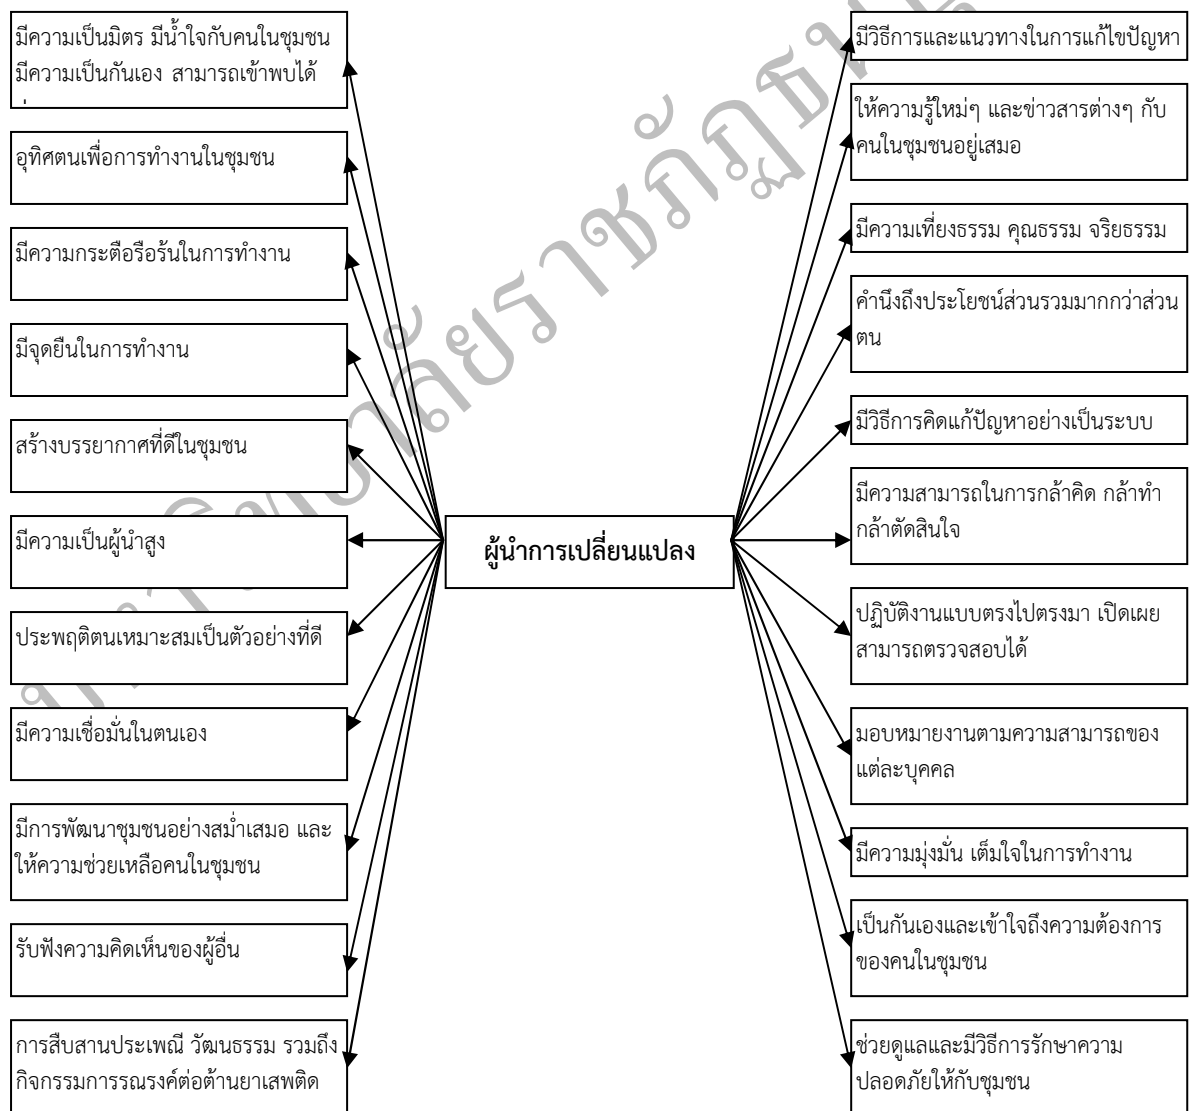 มีความเป็นมิตร มีน้ำใจกับคนในชุมชน
มีความเป็นกันเอง สามารถเข้าพบได้
อุทิศตนเพื่อการทำงานในชุมชน
มีความกระตือรือร้นในการทำงาน
มีจุดยืนในการทำงาน
สร้างบรรยากาศที่ดีในชุมชน
มีความเป็นผู้นำสูง
ประพฤติตนเหมาะสมเป็นตัวอย่างที่ดี
มีความเชื่อมั่นในตนเอง
มีการพัฒนาชุมชนอย่างสม่ำเสมอ และ
ให้ความช่วยเหลือคนในชุมชน
รับฟังความคิดเห็นของผู้อื่น
การสืบสานประเพณี วัฒนธรรม รวมถึง
กิจกรรมการรณรงค์ต่อต้านยาเสพติด
ผู้นำการเปลี่ยนแปลง
มีวิธีการและแนวทางในการแก้ไขปัญหา
ให้ความรู้ใหม่ๆ และข่าวสารต่างๆ กับ
คนในชุมชนอยู่เสมอ
มีความเที่ยงธรรม คุณธรรม จริยธรรม
คำนึงถึงประโยชน์ส่วนรวมมากกว่าส่วน
ตน
มีวิธีการคิดแก้ปัญหาอย่างเป็นระบบ
มีความสามารถในการกล้าคิด กล้าทำ
กล้าตัดสินใจ
ปฏิบัติงานแบบตรงไปตรงมา เปิดเผย
สามารถตรวจสอบได้
มอบหมายงานตามความสามารถของ
แต่ละบุคคล
มีความมุ่งมั่น เต็มใจในการทำงาน
เป็นกันเองและเข้าใจถึงความต้องการ
ของคนในชุมชน
ช่วยดูแลและมีวิธีการรักษาความ
ปลอดภัยให้กับชุมชน